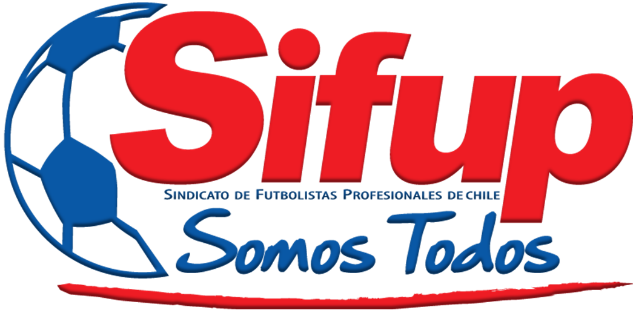 Sifup
SINDICATO DE FUTBOLISTAS PROFESIONALES DE CHILE
Somos Todos